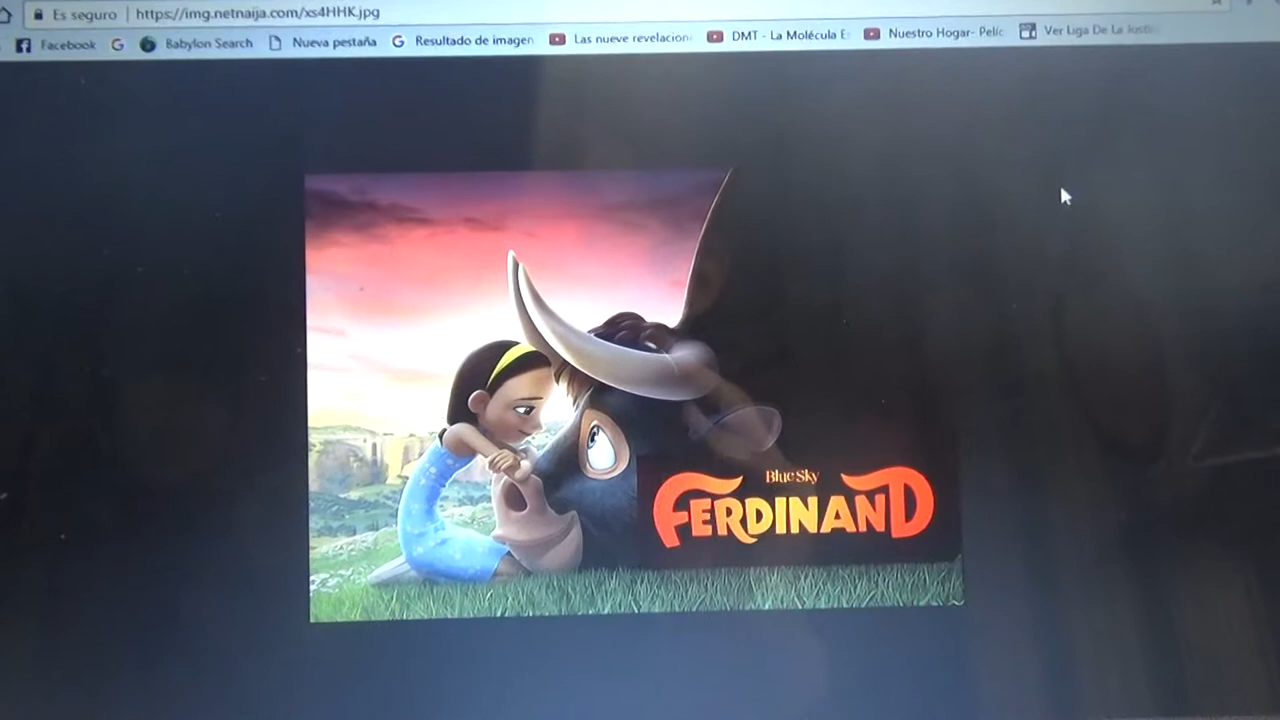 Es seguro | https://img.netnaija.com/xs4HHK.jpg
Facebook Babylon Search Nueva pestaña Resultado de imagen Las nueve revelacion DMT - La Molécula E Nuestro Hogar- Pelíc Ver Liga De La Justic
Blue Sky
FERDINAND